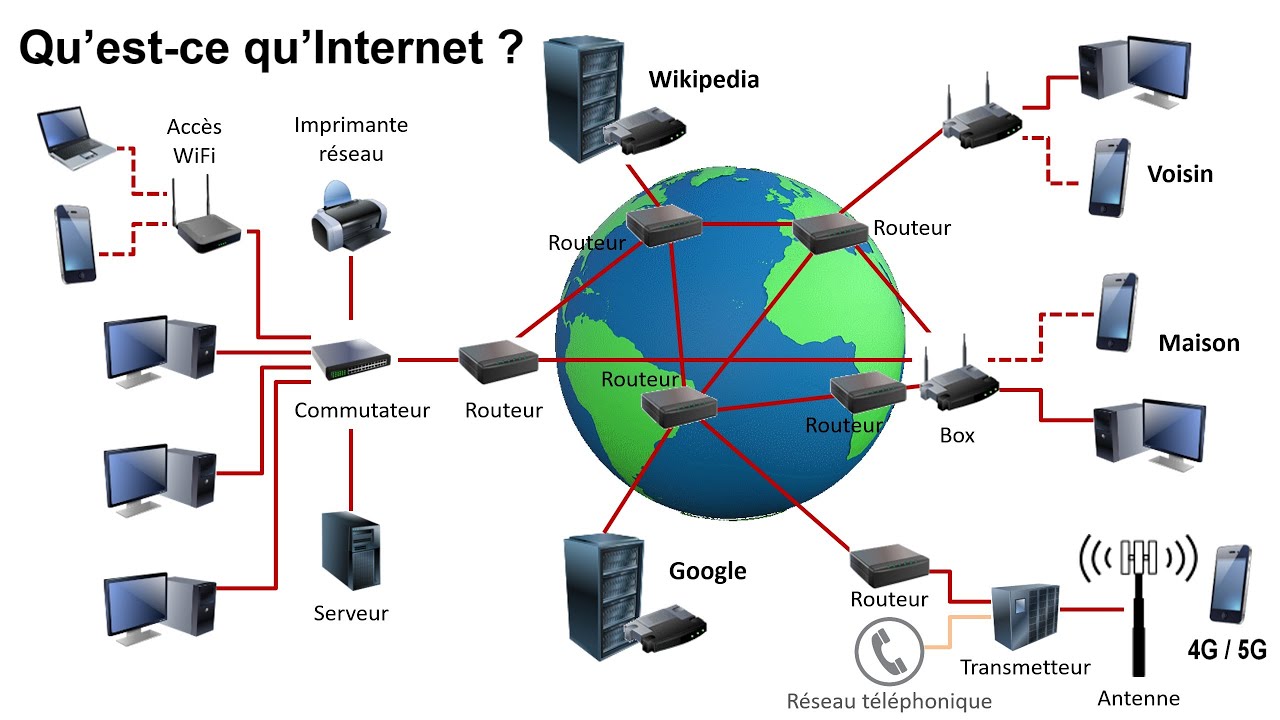 Qu’est-ce qu’Internet ?
Wikipedia
Accès
WiFi
Imprimante
réseau
Voisin
Routeur
Routeur
Maison
Routeur
Commutateur
Routeur
Routeur
Box
Google
Serveur
Routeur
4G / 5G
Transmetteur
Réseau téléphonique
Antenne